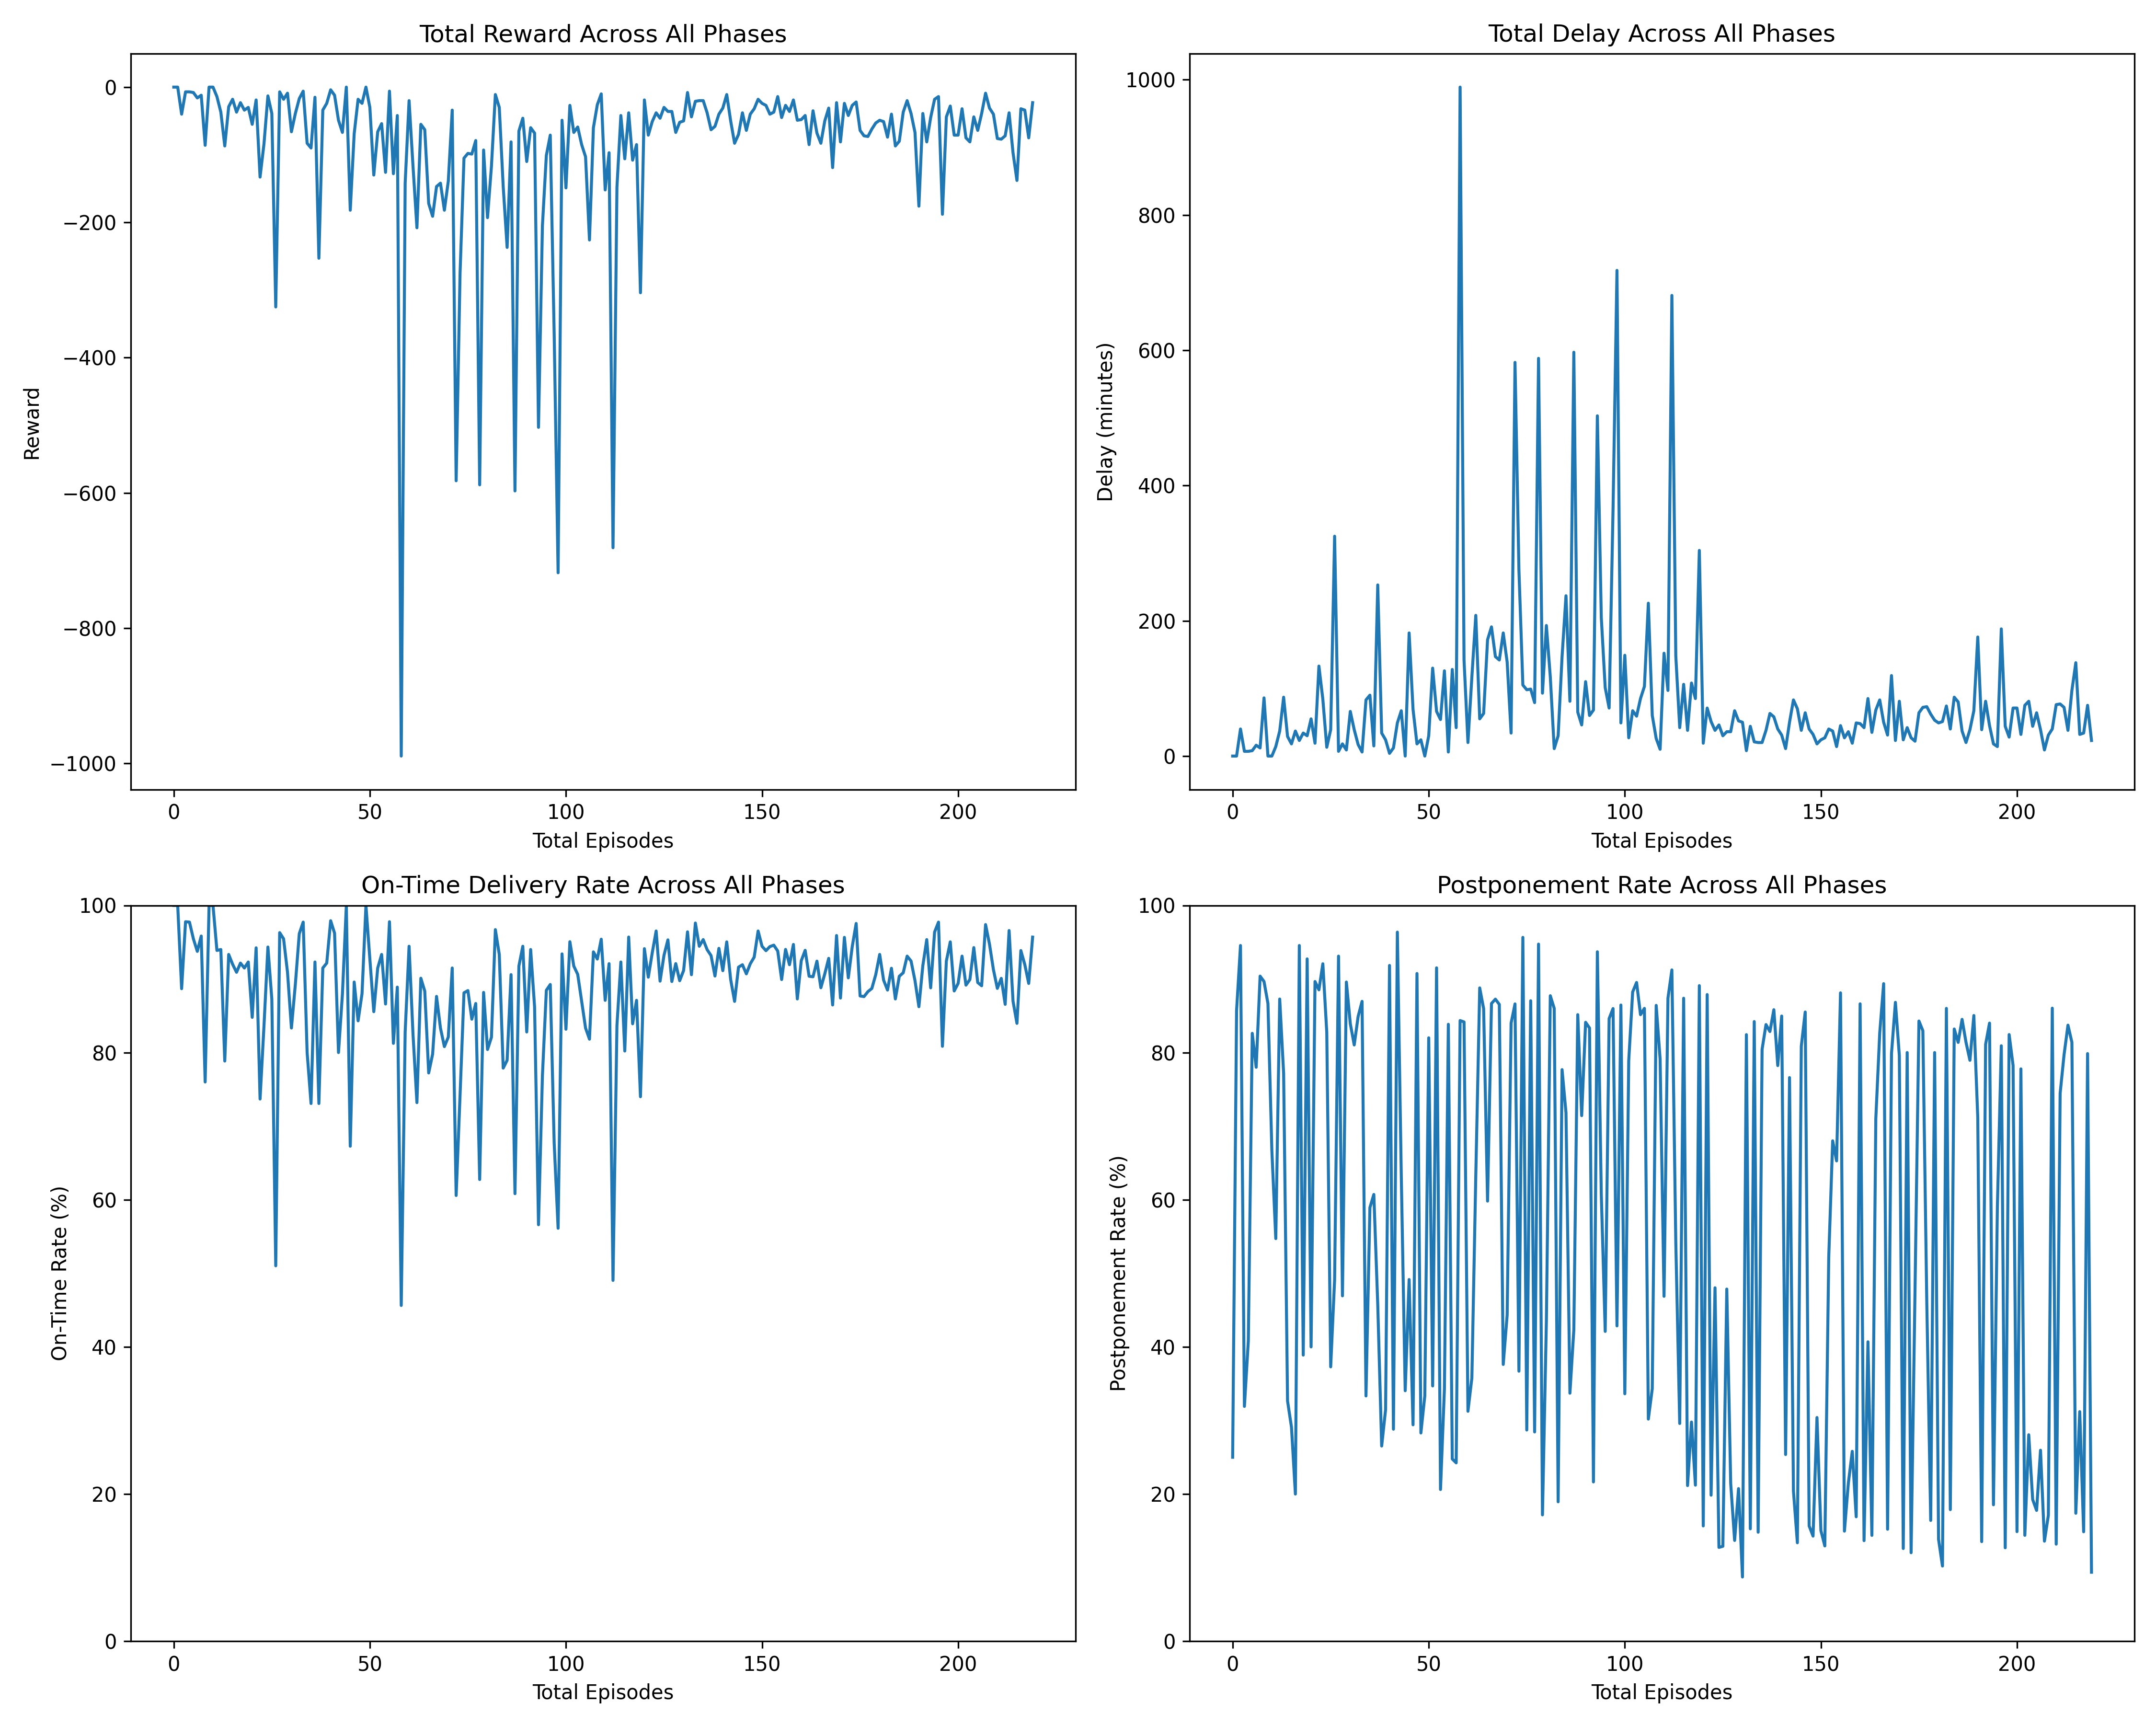 Total Reward Across All Phases
0
−200
−400
−600
−800
−1000
Reward
0 50 100 150 200
Total Episodes
Total Delay Across All Phases
1000
800
600
400
200
0
Delay (minutes)
0 50 100 150 200
Total Episodes
On-Time Delivery Rate Across All Phases
100
80
60
40
20
0
On-Time Rate (%)
0 50 100 150 200
Total Episodes
Postponement Rate Across All Phases
100
80
60
40
20
0
Postponement Rate (%)
0 50 100 150 200
Total Episodes